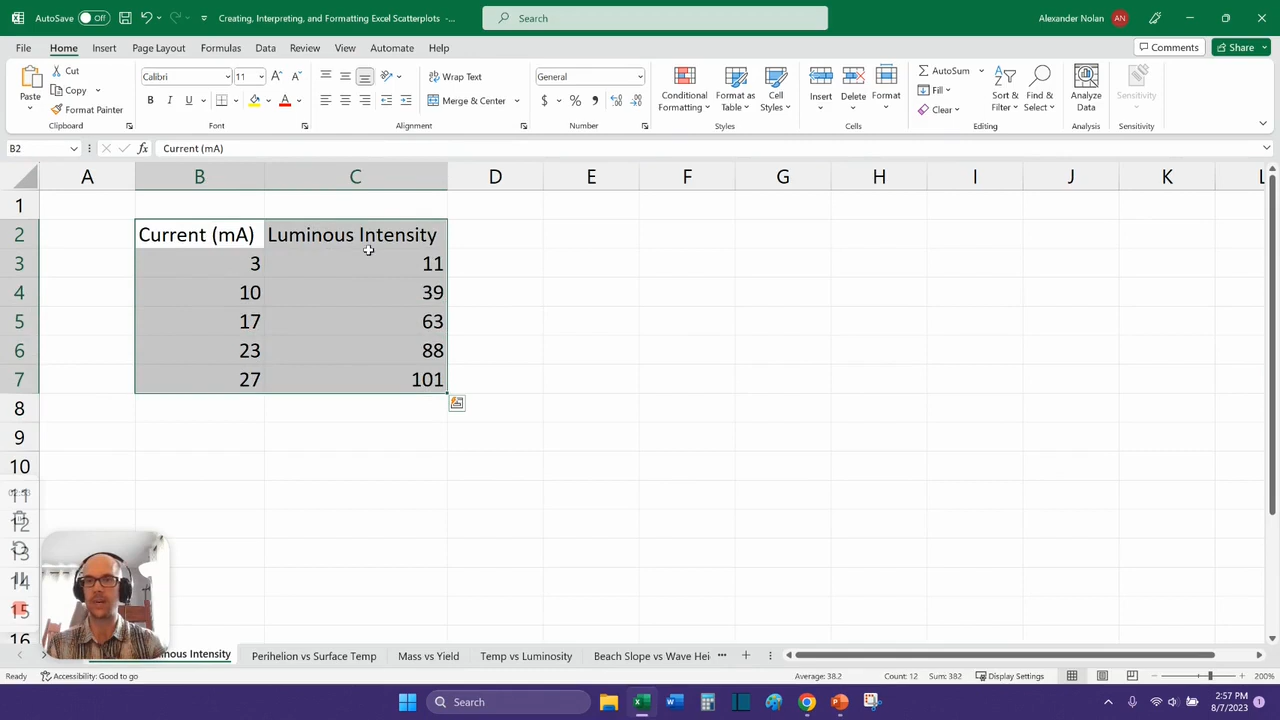 AutoSave Off Creating, Interpreting, and Formatting Excel Scatterplots -... Search Alexander Nolan AN
File Home Insert Page Layout Formulas Data Review View Automate Help Comments Share
Paste Cut Copy Format Painter Clipboard
Calibri 11 B I U A Font
Wrap Text Merge & Center Alignment
General $ % , Number
Conditional Formatting Format as Table Cell Styles Styles
Insert Delete Format Cells
AutoSum Fill Clear Sort & Filter Find & Select Editing
Analyze Data Analysis
Sensitivity Sensitivity
B2 fx Current (mA)
A B C D E F G H I J K L
1
2 Current (mA) Luminous Intensity
3 3 11
4 10 39
5 17 63
6 23 88
7 27 101
8
9
10
11
12
13
14
15
16
minous Intensity Perihelion vs Surface Temp Mass vs Yield Temp vs Luminosity Beach Slope vs Wave Hei ...
Ready Accessibility: Good to go Average: 38.2 Count: 12 Sum: 382 Display Settings 200%
Search 2:57 PM
8/7/2023